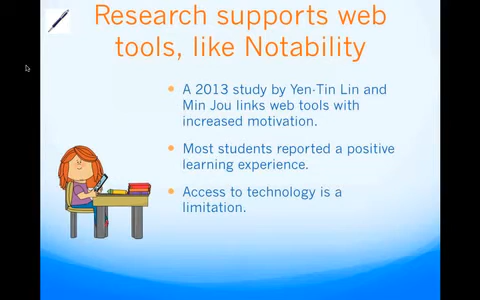 Research supports web
tools, like Notability
A 2013 study by Yen-Tin Lin and
Min Jou links web tools with
increased motivation.
Most students reported a positive
learning experience.
Access to technology is a
limitation.